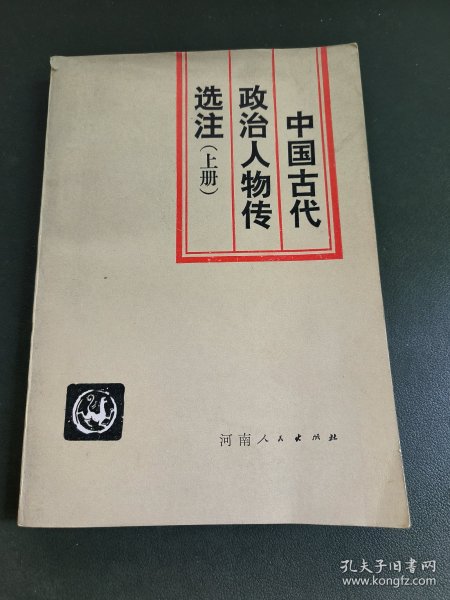 中国古代
政治人物传
选注(上册)
河南人民出版社
孔夫子旧书网
www.kongfz.com